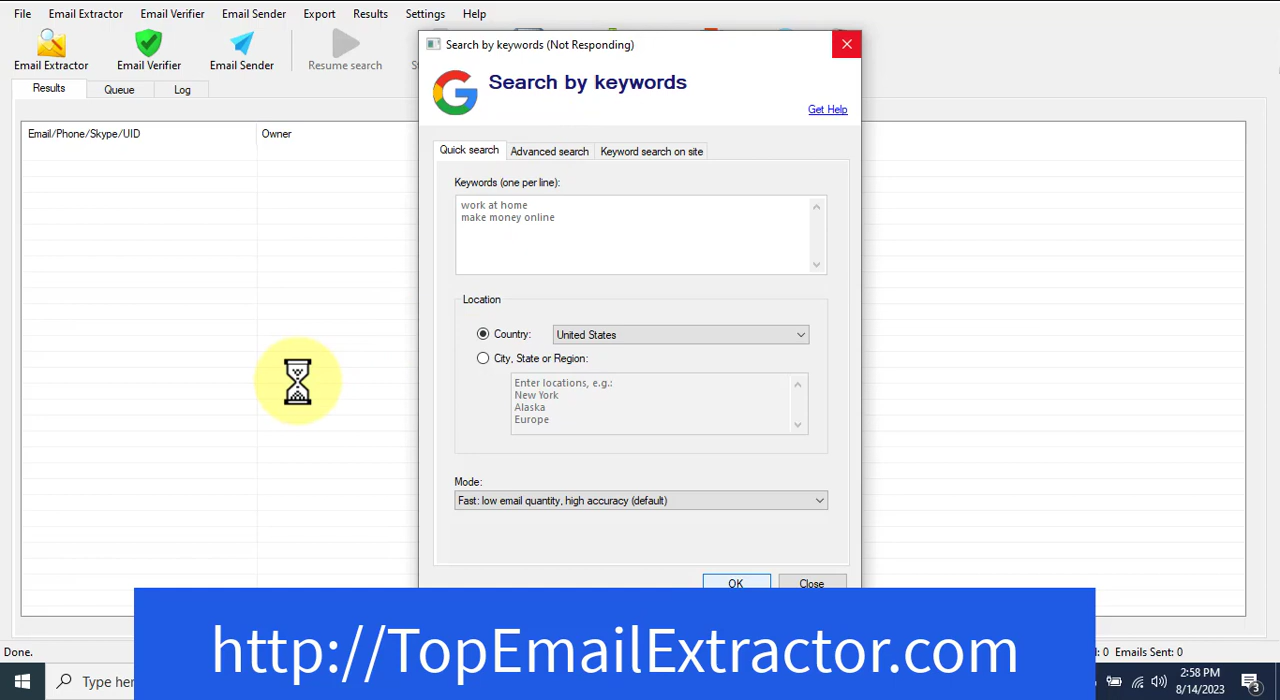 File Email Extractor Email Verifier Email Sender Export Results Settings Help
Email Extractor Email Verifier Email Sender Resume search
Results Queue Log
Email/Phone/Skype/UID Owner
Search by keywords (Not Responding)
Search by keywords
Get Help
Quick search Advanced search Keyword search on site
Keywords (one per line):
work at home
make money online
Location
Country: United States
City, State or Region:
Enter locations, e.g.:
New York
Alaska
Europe
Mode:
Fast: low email quantity, high accuracy (default)
OK Close
http://TopEmailExtractor.com
Done. 0 Emails Sent: 0
Type her
2:58 PM
8/14/2023
3